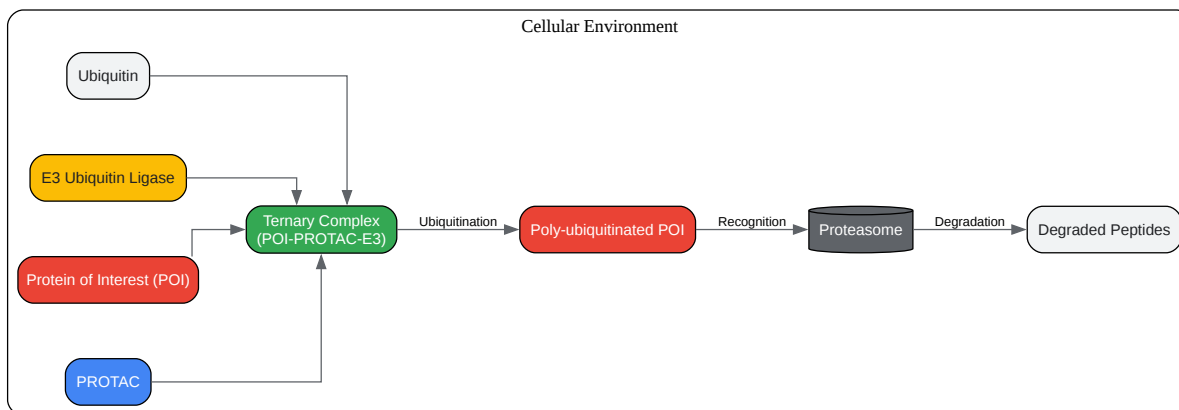 Cellular Environment
Ubiquitin
E3 Ubiquitin Ligase
Protein of Interest (POI)
PROTAC
Ternary Complex
(POI-PROTAC-E3)
Ubiquitination
Poly-ubiquitinated POI
Recognition
Proteasome
Degradation
Degraded Peptides